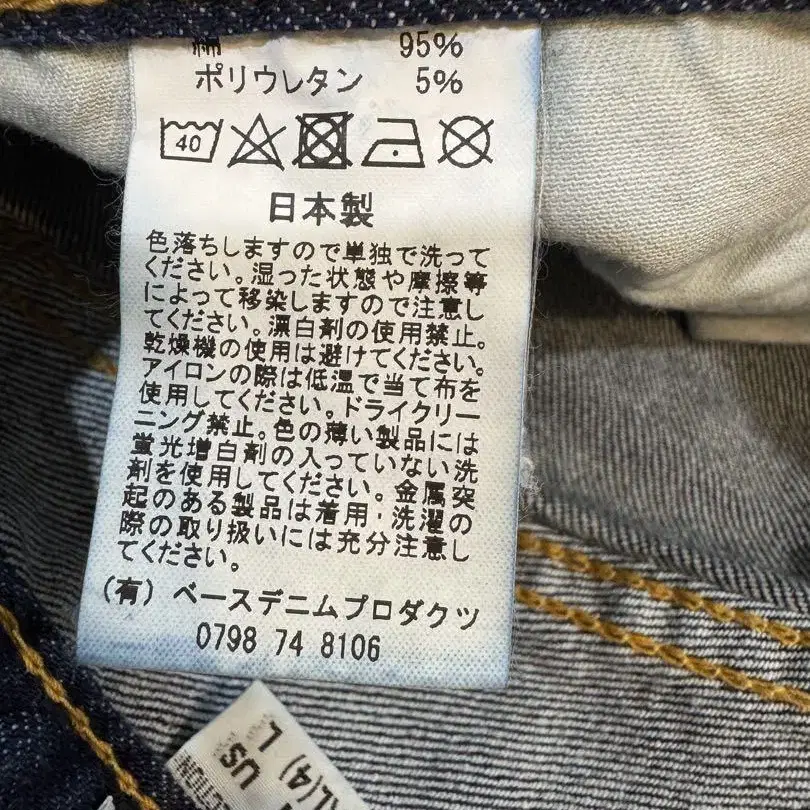 95%
ポリウレタン 5%
40
日本製
色落ちしますので単独で洗って
ください。湿った状態や摩擦等
によって移染しますので注意し
てください。漂白剤の使用禁止。
乾燥機の使用は避けてください。
アイロンの際は低温で当て布を
使用してください。ドライクリー
ニング禁止。色の薄い製品には
蛍光増白剤の入っていない洗
剤を使用してください。金属突
起のある製品は着用・洗濯の
際の取り扱いには充分注意し
てください。
(有) ベースデニムプロダクツ
0798 74 8106
US L
XL(4)